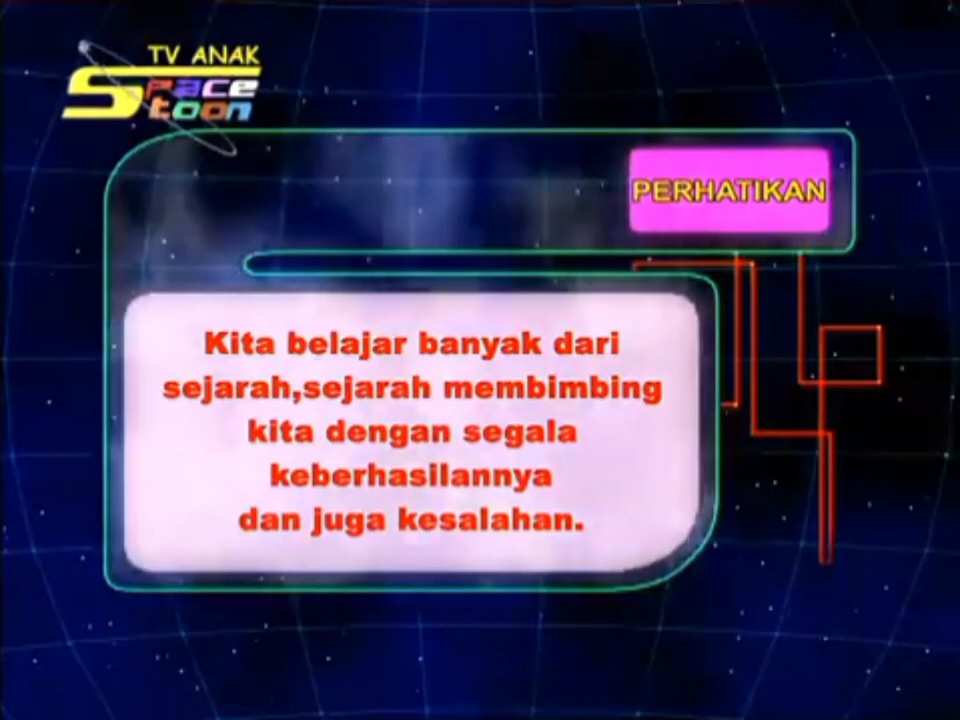 TV ANAK
Space
toon
PERHATIKAN
Kita belajar banyak dari
sejarah,sejarah membimbing
kita dengan segala
keberhasilannya
dan juga kesalahan.